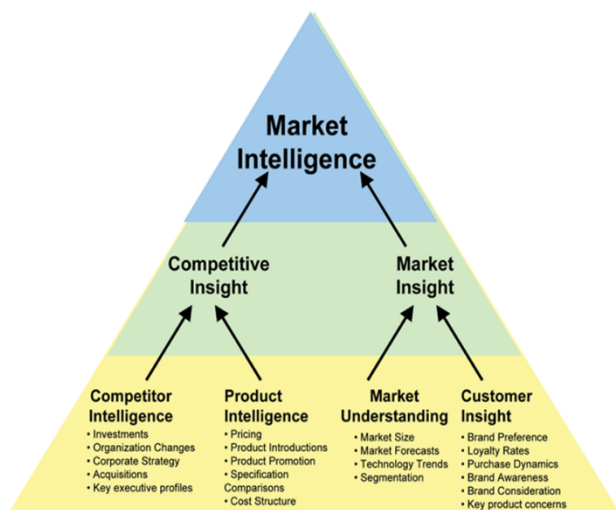 Market
Intelligence
Competitive
Insight
Market
Insight
Competitor
Intelligence
• Investments
• Organization Changes
• Corporate Strategy
• Acquisitions
• Key executive profiles
Product
Intelligence
• Pricing
• Product Introductions
• Product Promotion
• Specification
Comparisons
• Cost Structure
Market
Understanding
• Market Size
• Market Forecasts
• Technology Trends
• Segmentation
Customer
Insight
• Brand Preference
• Loyalty Rates
• Purchase Dynamics
• Brand Awareness
• Brand Consideration
• Key product concerns